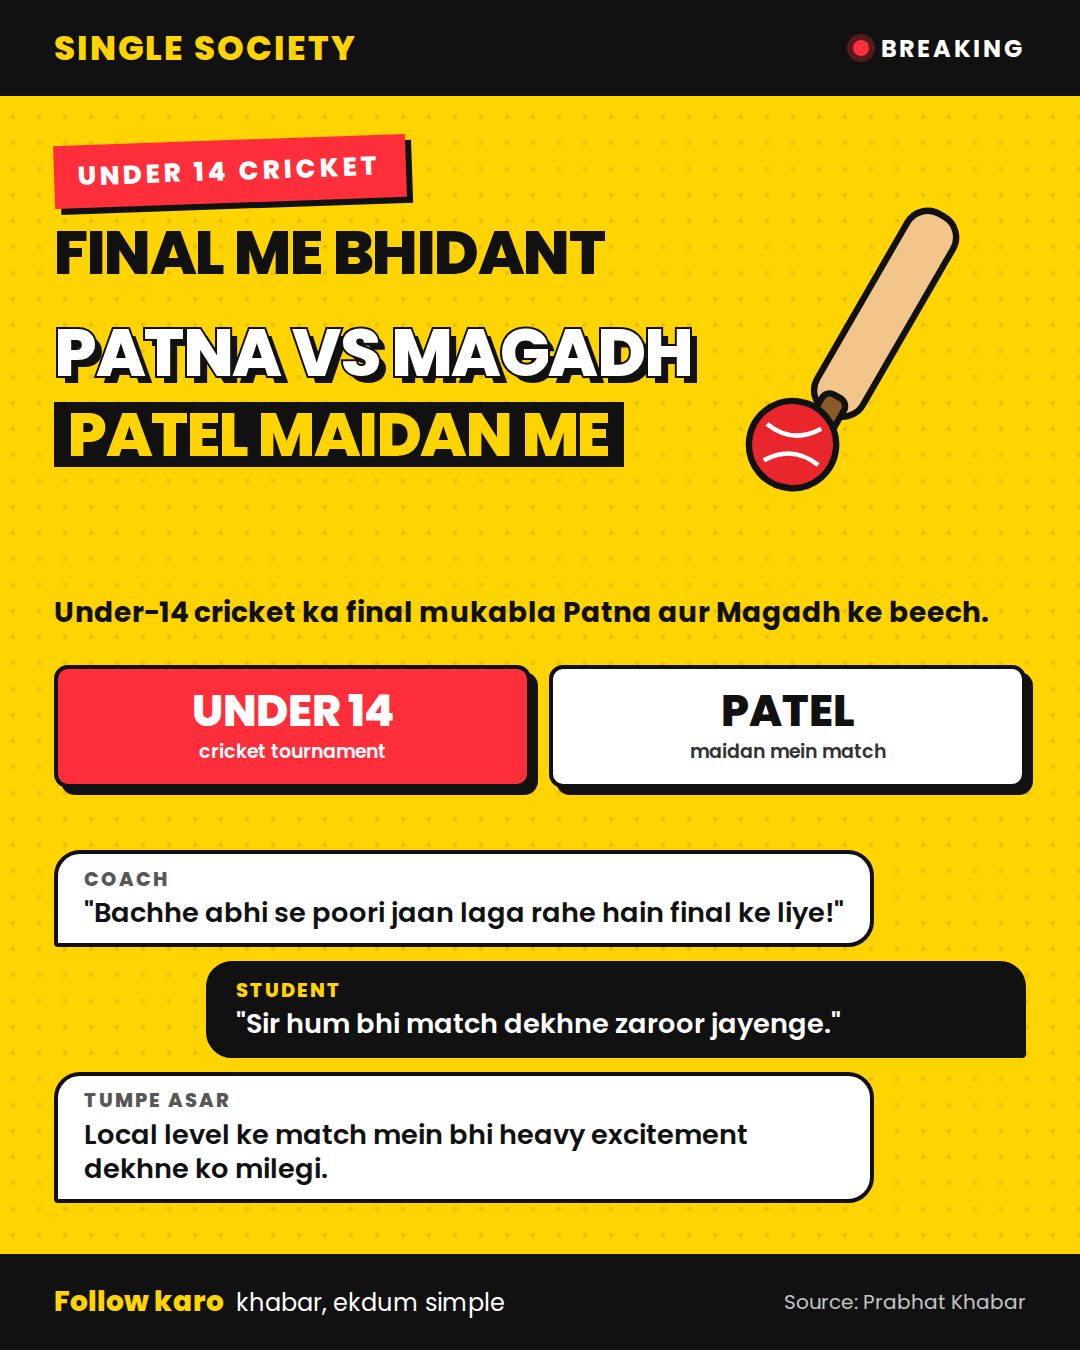 SINGLE SOCIETY
BREAKING
UNDER 14 CRICKET
FINAL ME BHIDANT
PATNA VS MAGADH
PATEL MAIDAN ME
Under-14 cricket ka final mukabla Patna aur Magadh ke beech.
UNDER 14
cricket tournament
PATEL
maidan mein match
COACH
"Bachhe abhi se poori jaan laga rahe hain final ke liye!"
STUDENT
"Sir hum bhi match dekhne zaroor jayenge."
TUMPE ASAR
Local level ke match mein bhi heavy excitement
dekhne ko milegi.
Follow karo khabar, ekdum simple
Source: Prabhat Khabar